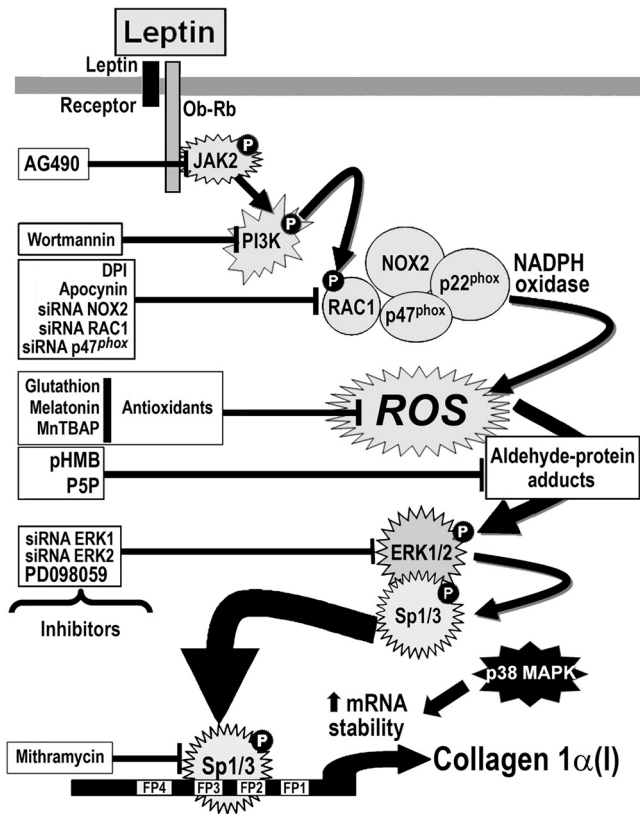 Leptin
Leptin
Receptor
Ob-Rb
P
JAK2
AG490
P
PI3K
Wortmannin
DPI
Apocynin
siRNA NOX2
siRNA RAC1
siRNA p47phox
P
RAC1
NOX2
p22phox
p47phox
NADPH
oxidase
Glutathion
Melatonin
MnTBAP
Antioxidants
ROS
pHMB
P5P
Aldehyde-protein
adducts
siRNA ERK1
siRNA ERK2
PD098059
Inhibitors
P
ERK1/2
P
Sp1/3
p38 MAPK
⬆ mRNA
stability
Mithramycin
P
Sp1/3
Collagen 1α(I)
FP4 FP3 FP2 FP1